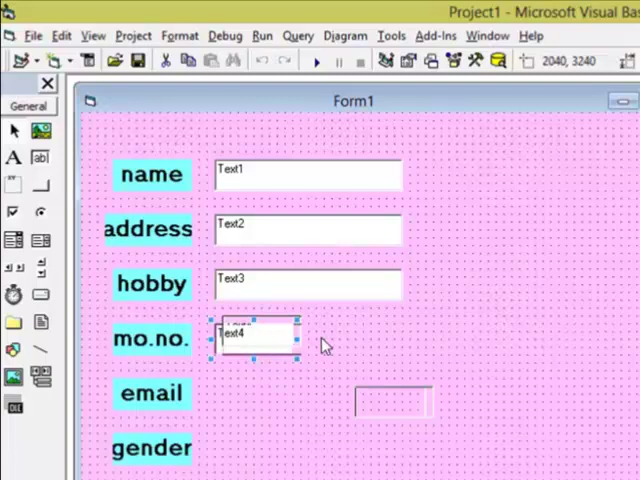 Project1 - Microsoft Visual Bas
File Edit View Project Format Debug Run Query Diagram Tools Add-Ins Window Help
2040, 3240
General
Form1
name Text1
address Text2
hobby Text3
mo.no. Text4
email
gender